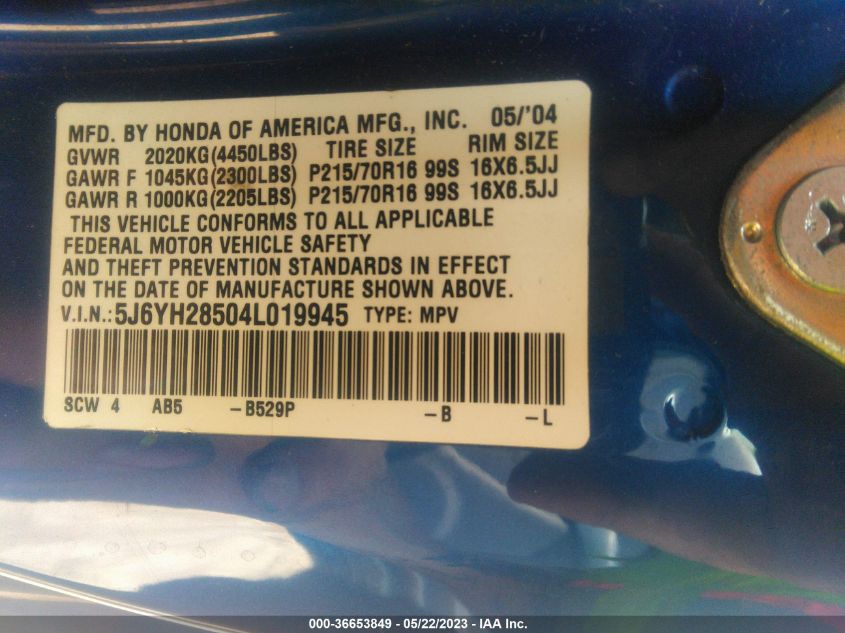 MFD. BY HONDA OF AMERICA MFG., INC. 05/'04
GVWR 2020KG(4450LBS) TIRE SIZE RIM SIZE
GAWR F 1045KG(2300LBS) P215/70R16 99S 16X6.5JJ
GAWR R 1000KG(2205LBS) P215/70R16 99S 16X6.5JJ
THIS VEHICLE CONFORMS TO ALL APPLICABLE
FEDERAL MOTOR VEHICLE SAFETY
AND THEFT PREVENTION STANDARDS IN EFFECT
ON THE DATE OF MANUFACTURE SHOWN ABOVE.
V.I.N.:5J6YH28504L019945 TYPE: MPV
SCW 4 AB5 -B529P -B -L
000-36653849 - 05/22/2023 - IAA Inc.